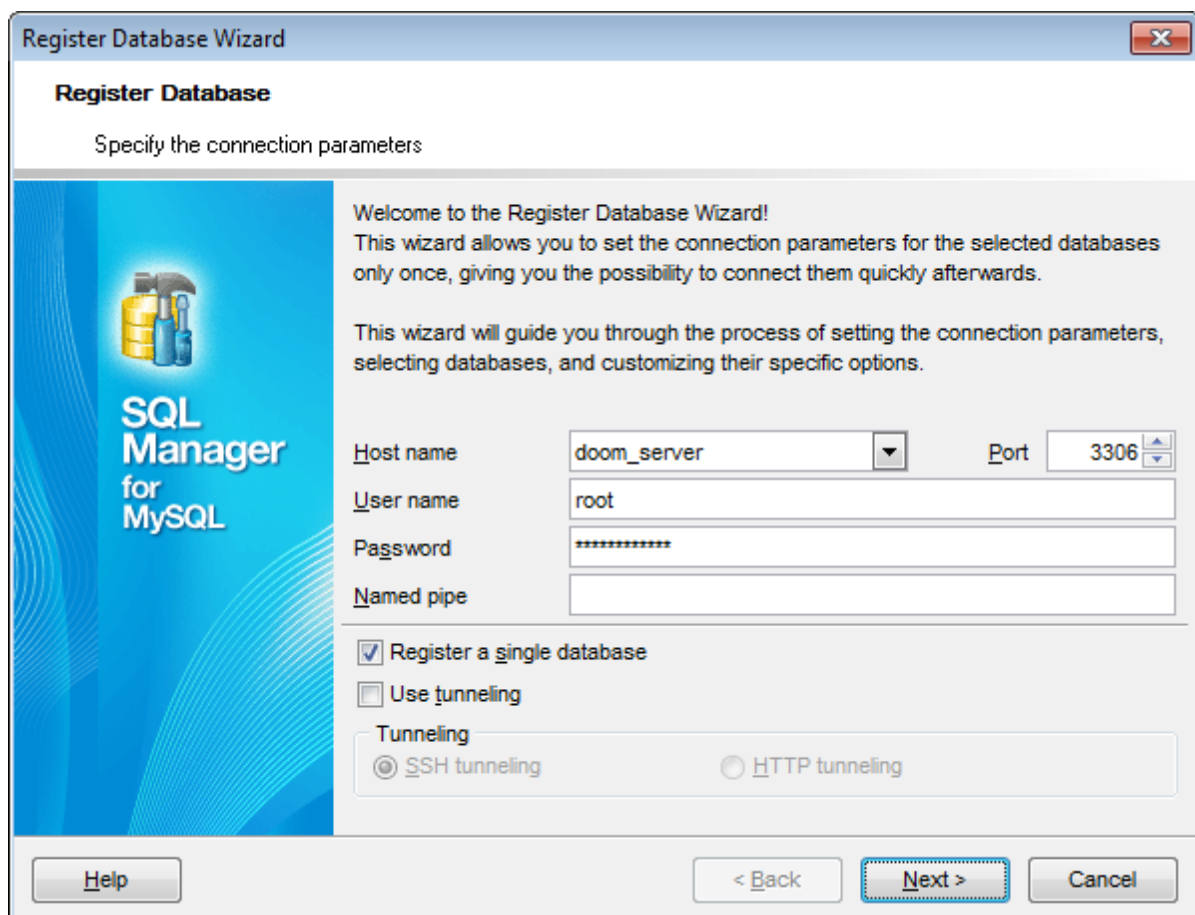 Register Database Wizard
Register Database
Specify the connection parameters
Welcome to the Register Database Wizard!
This wizard allows you to set the connection parameters for the selected databases
only once, giving you the possibility to connect them quickly afterwards.
This wizard will guide you through the process of setting the connection parameters,
selecting databases, and customizing their specific options.
SQL
Manager
for
MySQL
Host name doom_server Port 3306
User name root
Password ************
Named pipe
Register a single database
Use tunneling
Tunneling
SSH tunneling HTTP tunneling
Help < Back Next > Cancel